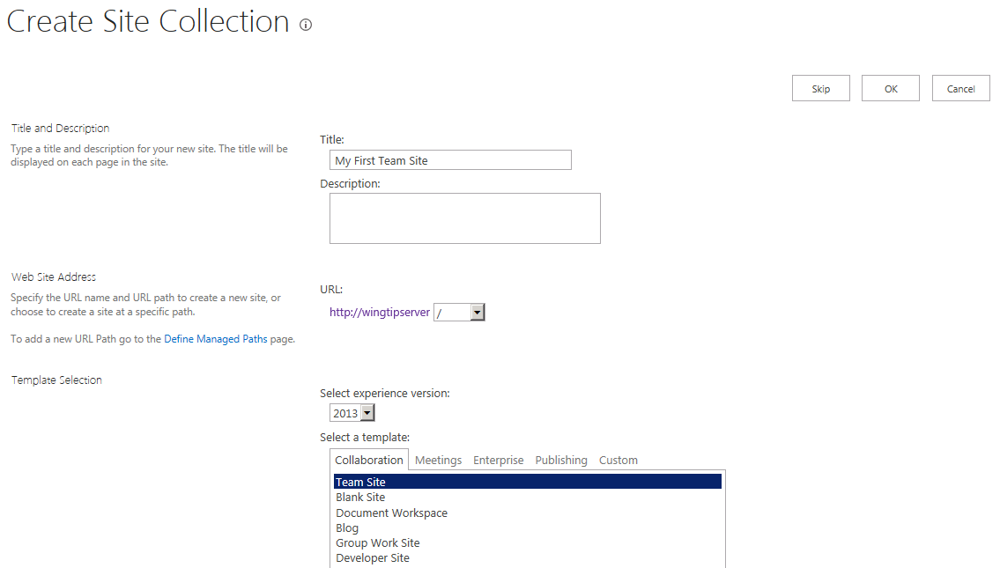 Create Site Collection
Skip
OK
Cancel
Title and Description
Type a title and description for your new site. The title will be
displayed on each page in the site.
Title:
My First Team Site
Description:
Web Site Address
Specify the URL name and URL path to create a new site, or
choose to create a site at a specific path.
To add a new URL Path go to the Define Managed Paths page.
URL:
http://wingtipserver /
Template Selection
Select experience version:
2013
Select a template:
Collaboration Meetings Enterprise Publishing Custom
Team Site
Blank Site
Document Workspace
Blog
Group Work Site
Developer Site